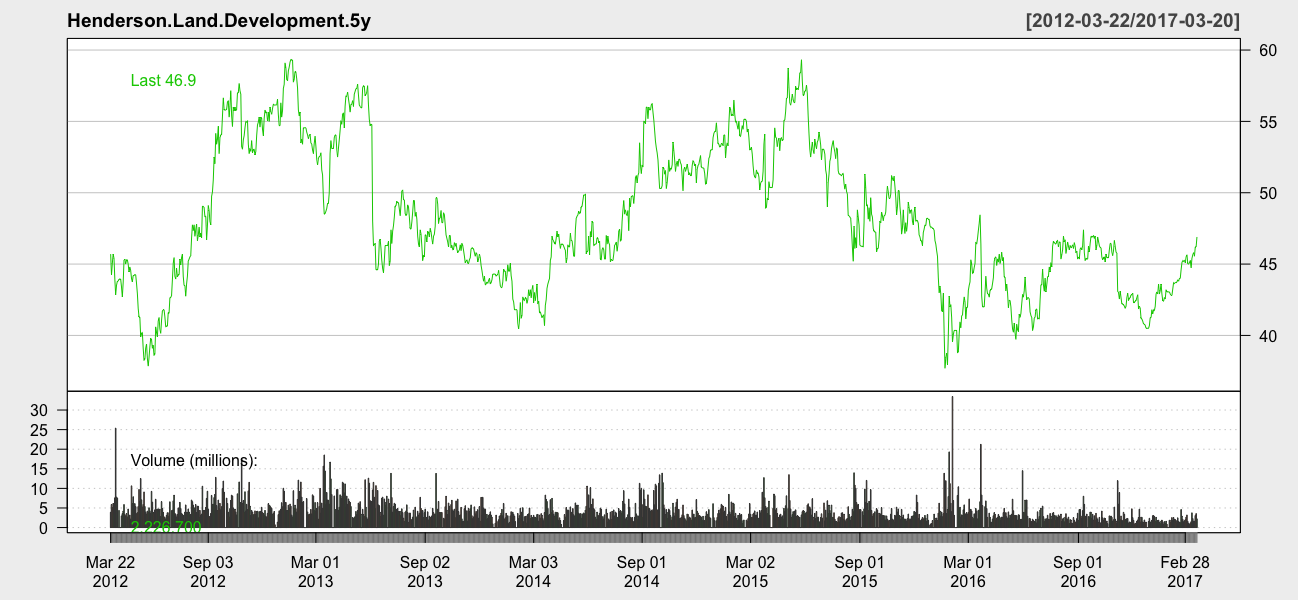 Henderson.Land.Development.5y [2012-03-22/2017-03-20]
Last 46.9
60
55
50
45
40
30
25
20
15
10
5
0
Volume (millions):
2,226,700
Mar 22 Sep 03 Mar 01 Sep 02 Mar 03 Sep 01 Mar 02 Sep 01 Mar 01 Sep 01 Feb 28
2012 2012 2013 2013 2014 2014 2015 2015 2016 2016 2017